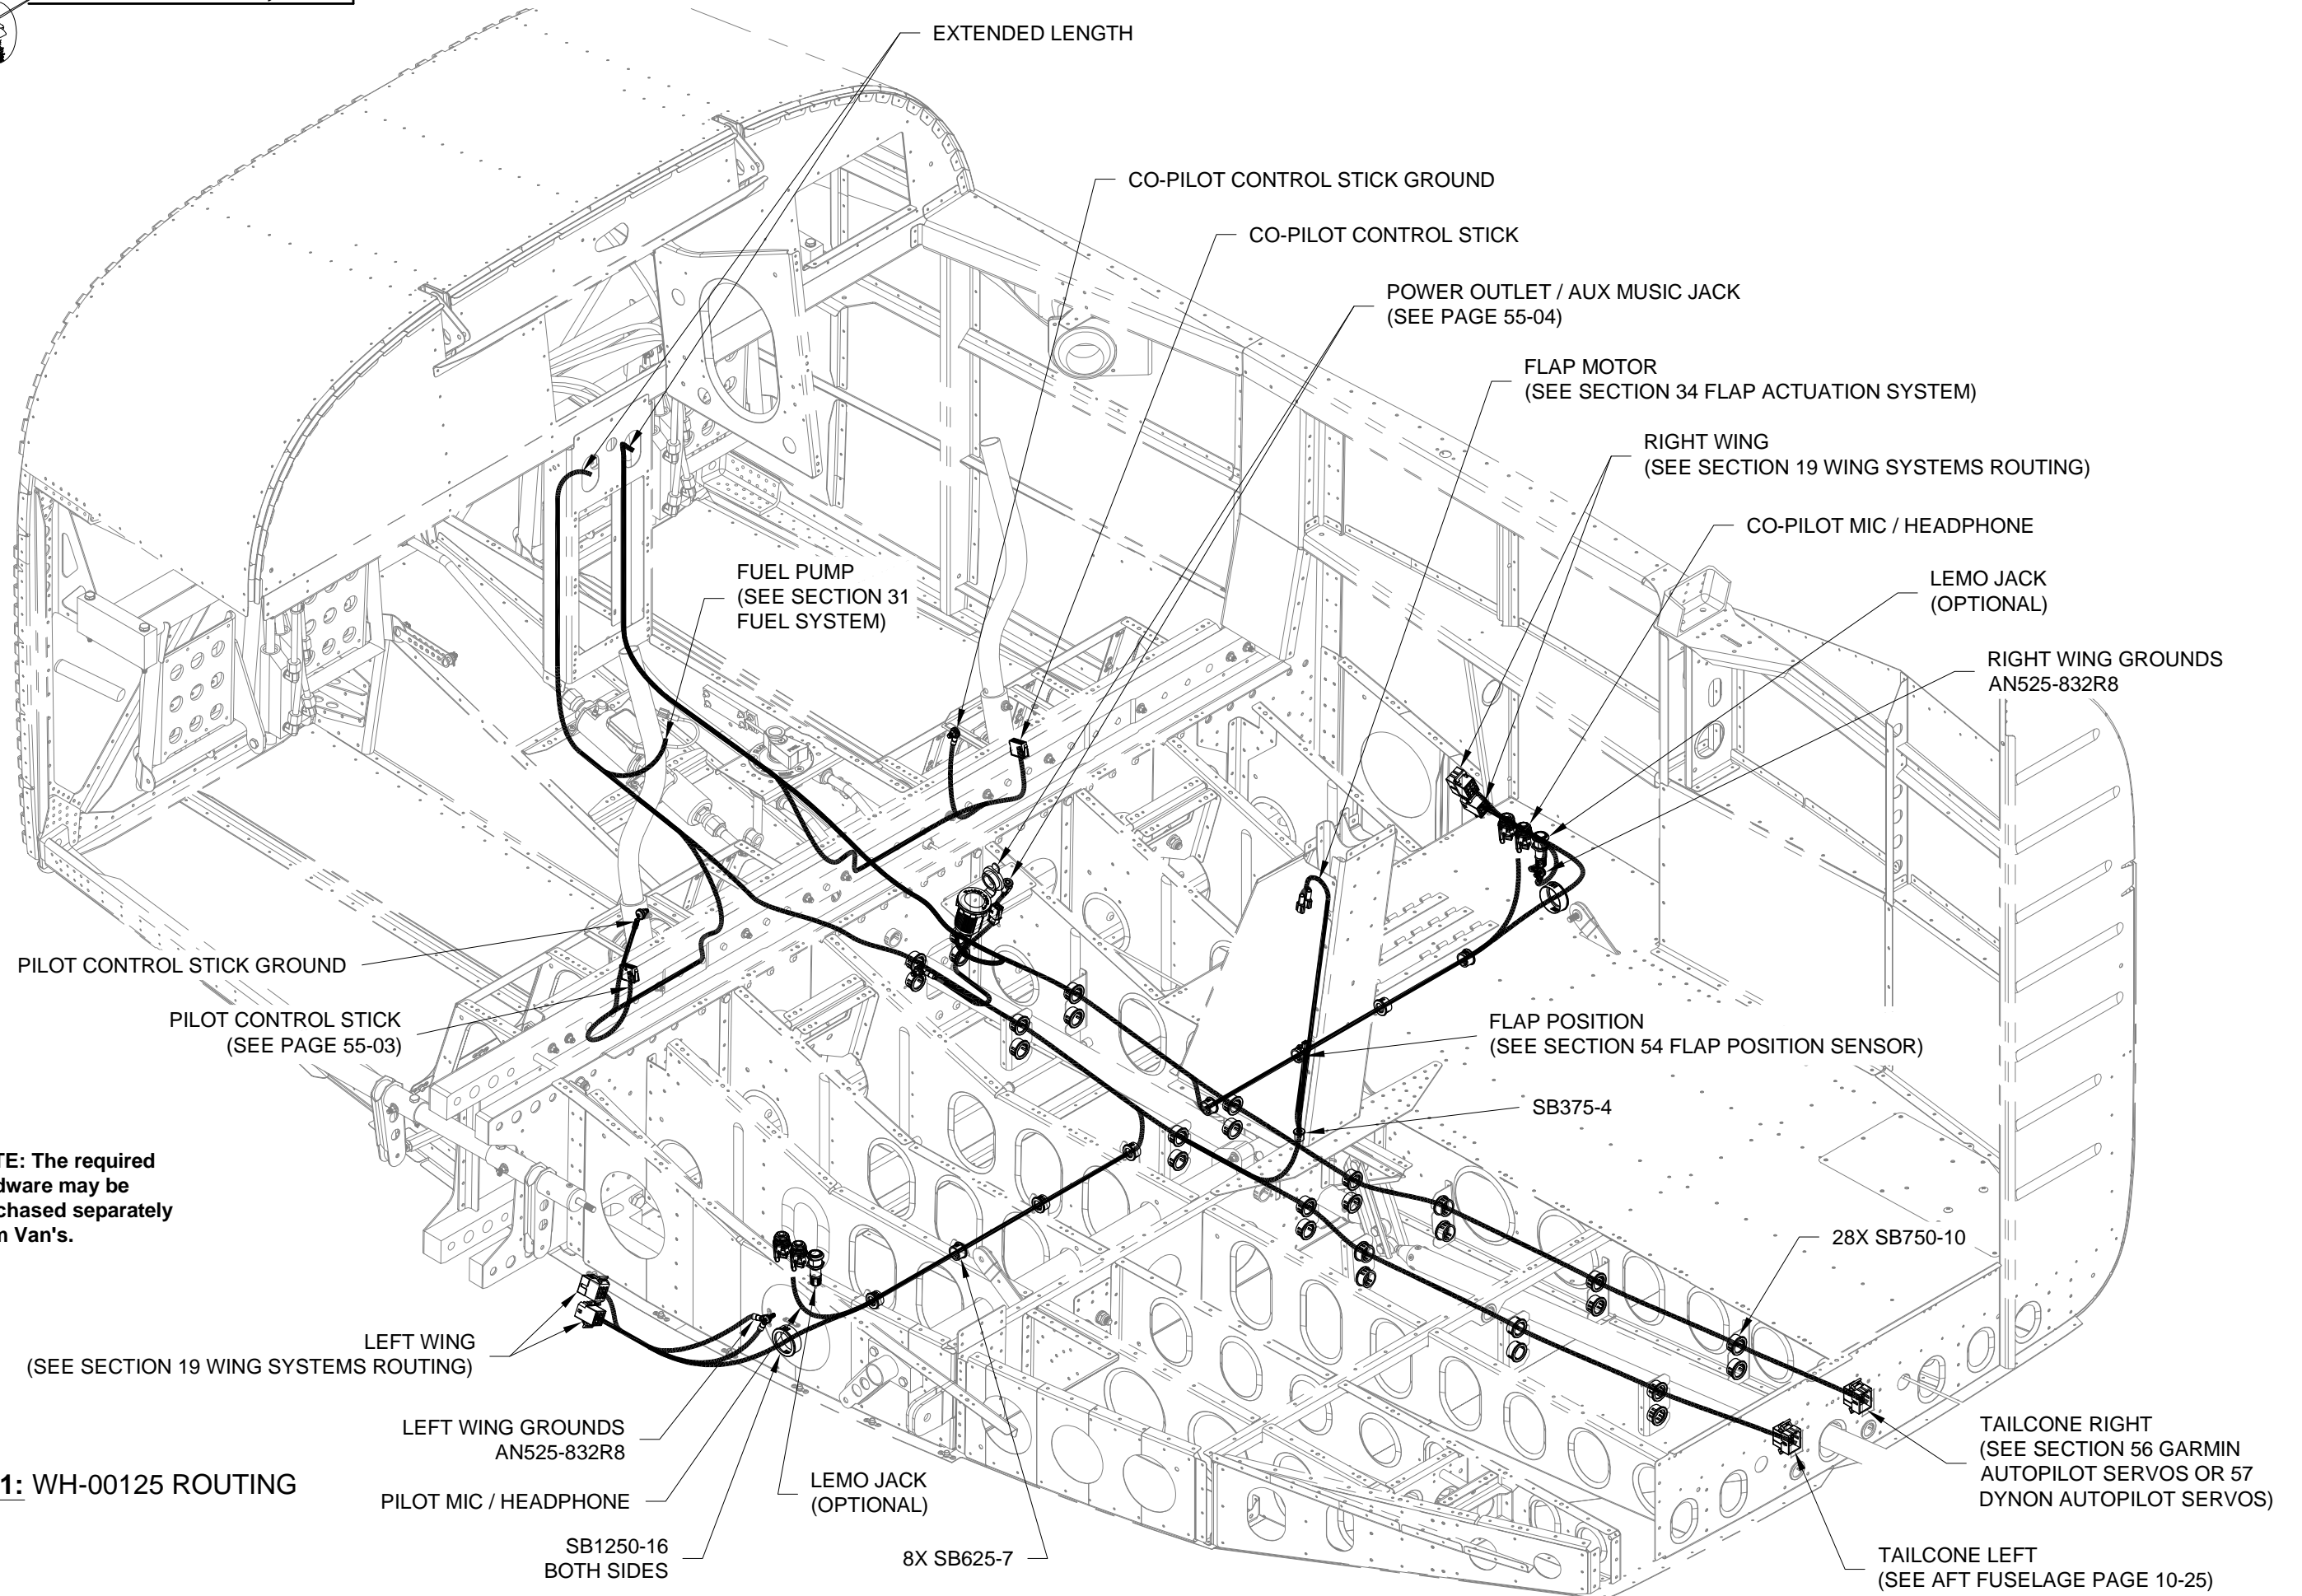 EXTENDED LENGTH
CO-PILOT CONTROL STICK GROUND
CO-PILOT CONTROL STICK
POWER OUTLET / AUX MUSIC JACK
(SEE PAGE 55-04)
FLAP MOTOR
(SEE SECTION 34 FLAP ACTUATION SYSTEM)
RIGHT WING
(SEE SECTION 19 WING SYSTEMS ROUTING)
CO-PILOT MIC / HEADPHONE
LEMO JACK
(OPTIONAL)
RIGHT WING GROUNDS
AN525-832R8
FUEL PUMP
(SEE SECTION 31
FUEL SYSTEM)
PILOT CONTROL STICK GROUND
PILOT CONTROL STICK
(SEE PAGE 55-03)
FLAP POSITION
(SEE SECTION 54 FLAP POSITION SENSOR)
SB375-4
TE: The required
dware may be
chased separately
m Van's.
28X SB750-10
LEFT WING
(SEE SECTION 19 WING SYSTEMS ROUTING)
LEFT WING GROUNDS
AN525-832R8
1: WH-00125 ROUTING
PILOT MIC / HEADPHONE
LEMO JACK
(OPTIONAL)
SB1250-16
BOTH SIDES
8X SB625-7
TAILCONE RIGHT
(SEE SECTION 56 GARMIN
AUTOPILOT SERVOS OR 57
DYNON AUTOPILOT SERVOS)
TAILCONE LEFT
(SEE AFT FUSELAGE PAGE 10-25)